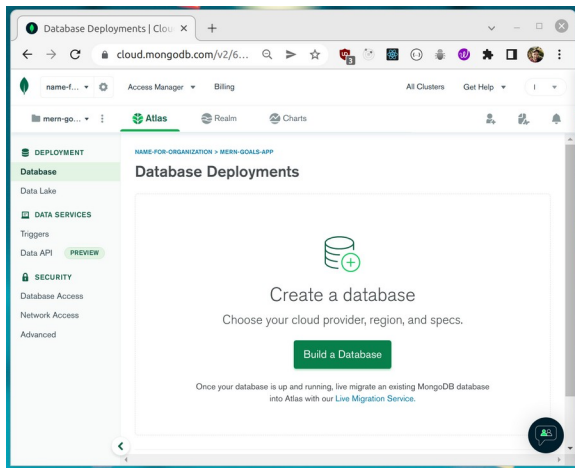 Database Deployments | Clou
cloud.mongodb.com/v2/6...
3
name-f...
Access Manager
Billing
All Clusters
Get Help
I
mern-go...
Atlas
Realm
Charts
DEPLOYMENT
Database
Data Lake
DATA SERVICES
Triggers
Data API PREVIEW
SECURITY
Database Access
Network Access
Advanced
NAME-FOR-ORGANIZATION > MERN-GOALS-APP
Database Deployments
Create a database
Choose your cloud provider, region, and specs.
Build a Database
Once your database is up and running, live migrate an existing MongoDB database
into Atlas with our Live Migration Service.